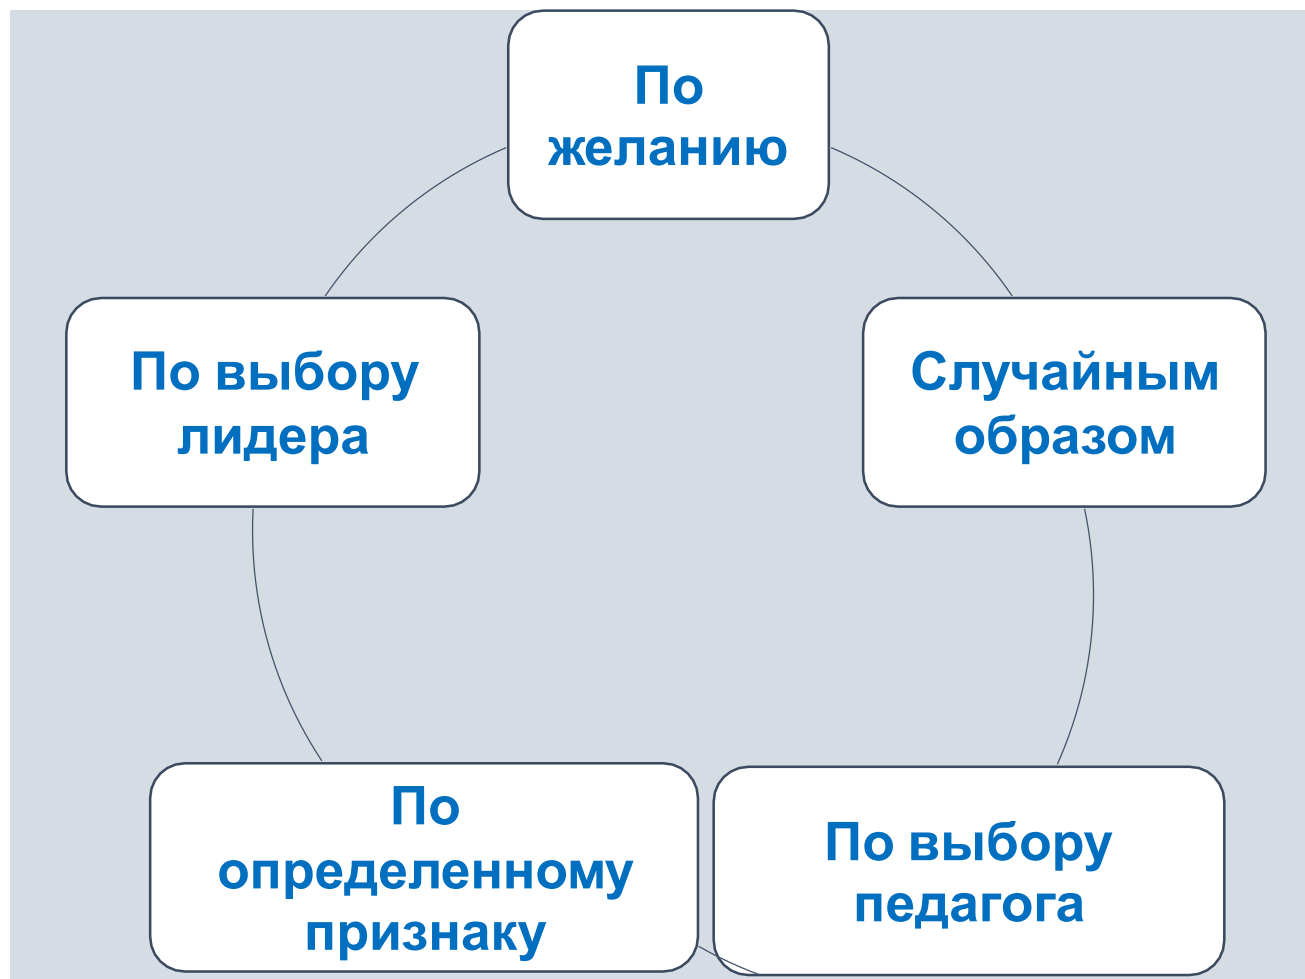 По
желанию
По выбору
лидера
Случайным
образом
По
определенному
признаку
По выбору
педагога